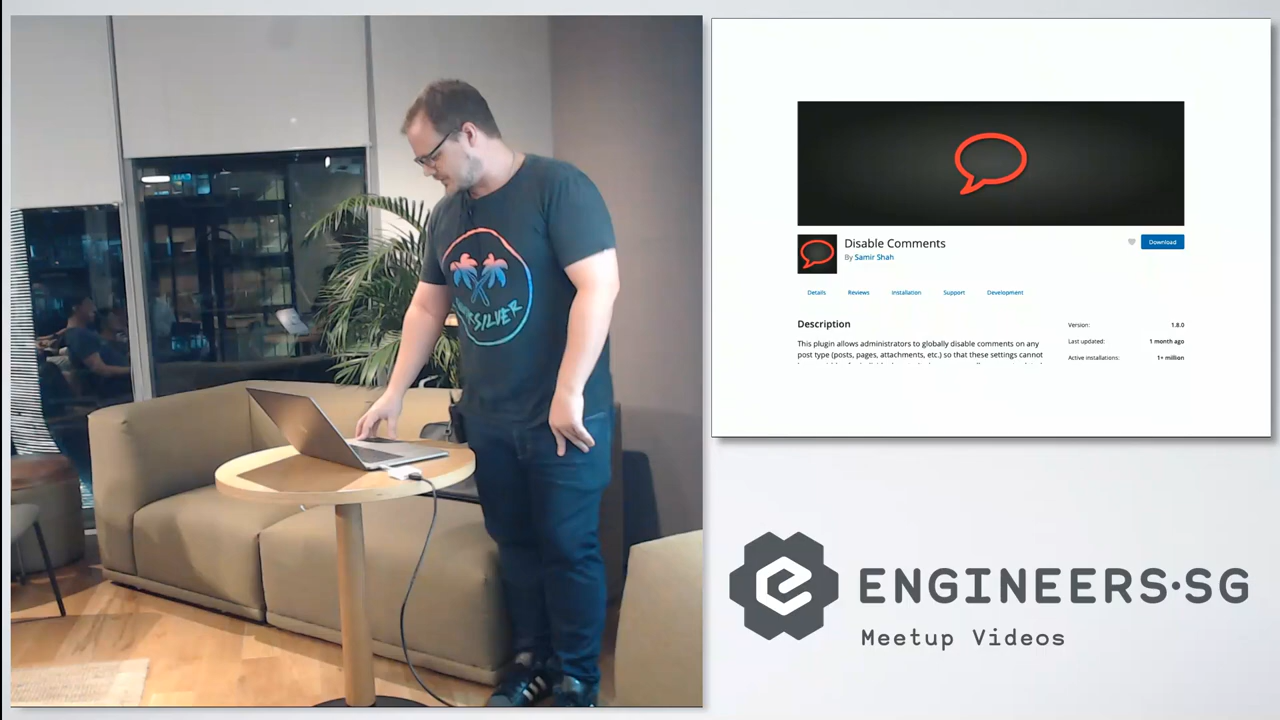 Disable Comments
Download
By Samir Shah
Details Reviews Installation Support Development
Description
This plugin allows administrators to globally disable comments on any
post type (posts, pages, attachments, etc.) so that these settings cannot
Version: 1.8.0
Last updated: 1 month ago
Active installations: 1+ million
ENGINEERS·SG
Meetup Videos